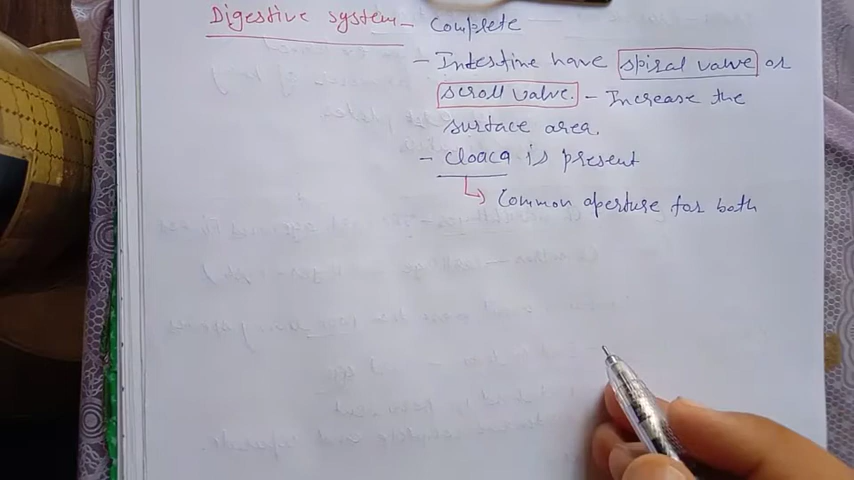 Digestive system - Complete
- Intestine have spiral valve or
scroll valve. - Increase the
surface area.
- cloaca is present
Common aperture for both